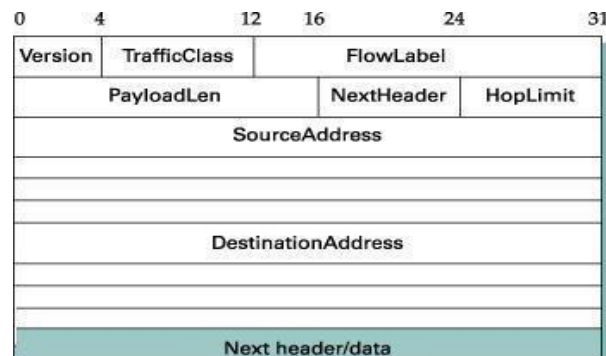 0 4 12 16 24 31
Version TrafficClass FlowLabel
PayloadLen NextHeader HopLimit
SourceAddress
DestinationAddress
Next header/data